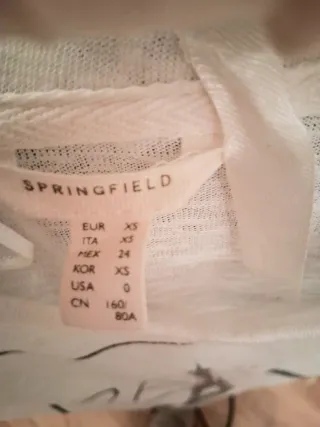 SPRINGFIELD
EUR XS
ITA XS
MEX 24
KOR XS
USA 0
CN 160/
80A